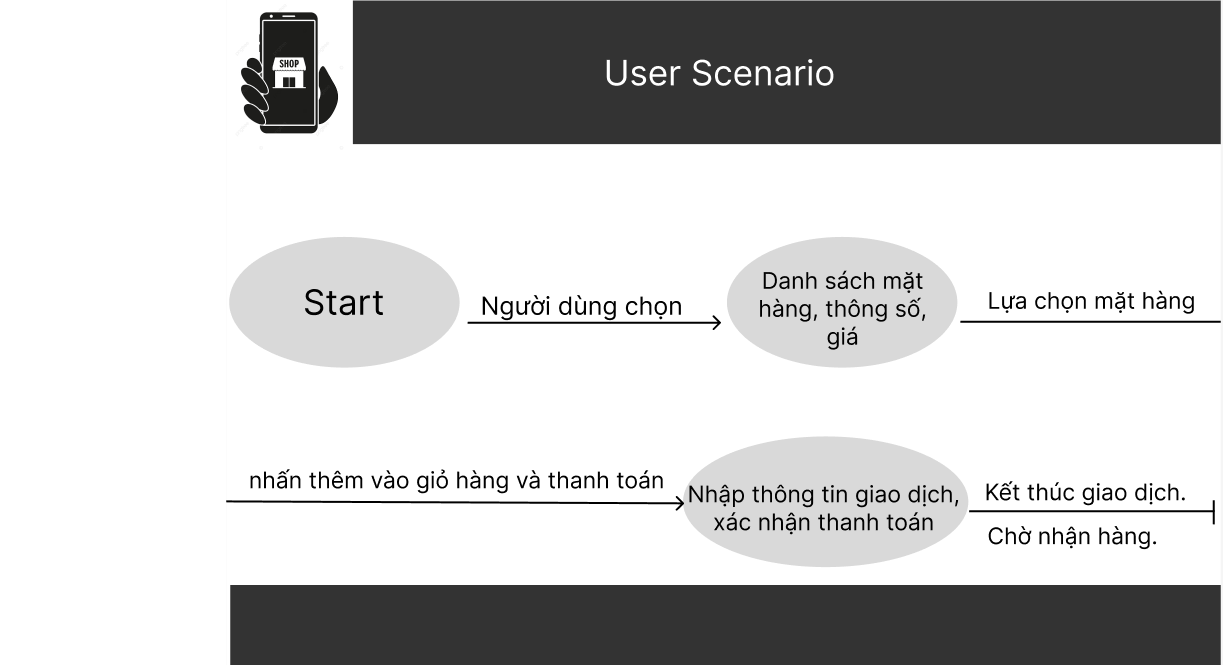 SHOP
User Scenario
Start
Người dùng chọn
Danh sách mặt
hàng, thông số,
giá
Lựa chọn mặt hàng
nhấn thêm vào giỏ hàng và thanh toán
Nhập thông tin giao dịch,
xác nhận thanh toán
Kết thúc giao dịch.
Chờ nhận hàng.